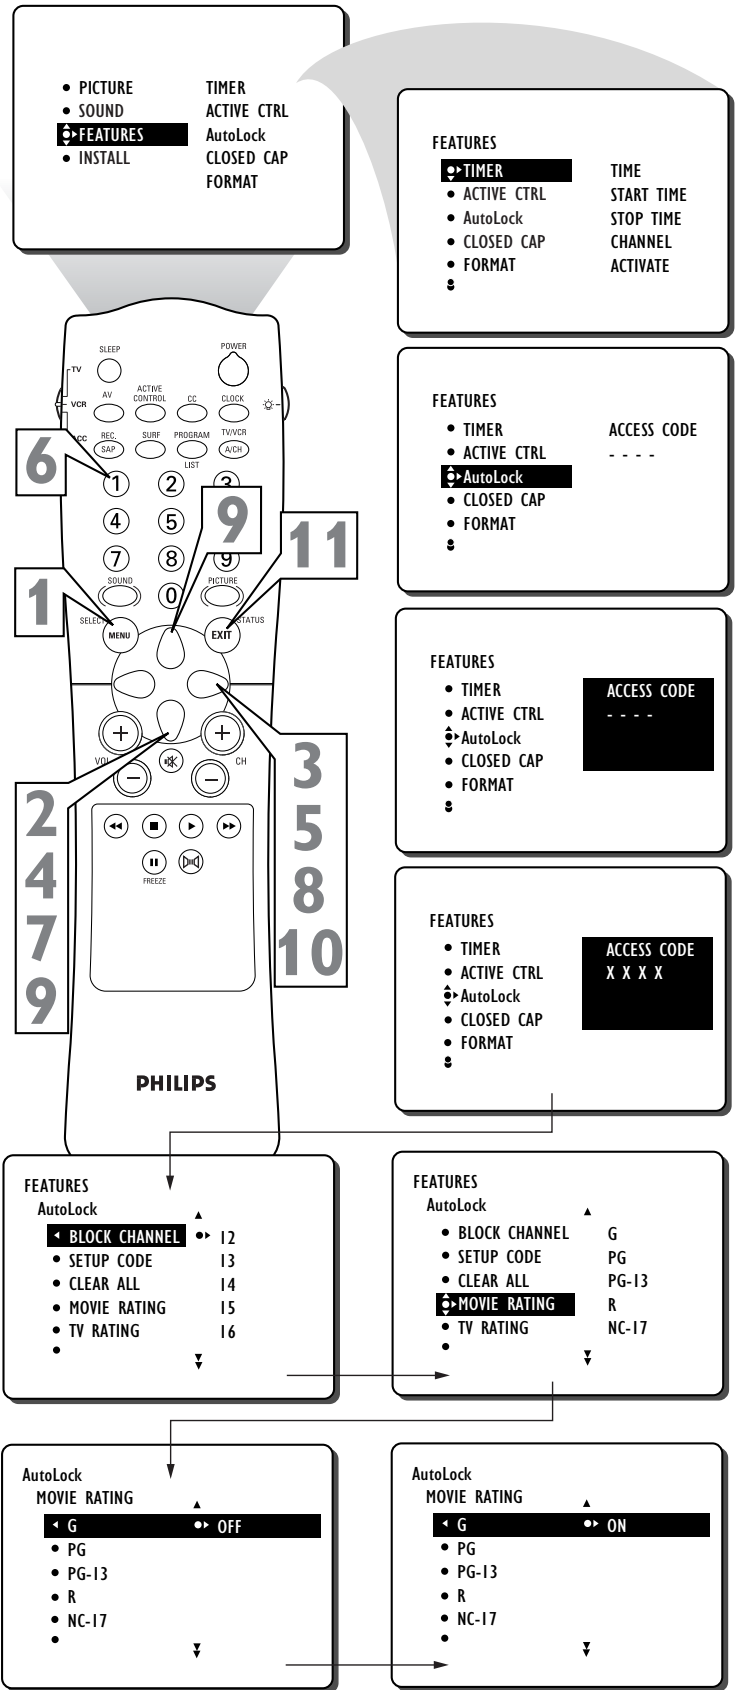 PICTURE TIMER
SOUND ACTIVE CTRL
FEATURES AutoLock
INSTALL CLOSED CAP
FORMAT
FEATURES
TIMER TIME
ACTIVE CTRL START TIME
AutoLock STOP TIME
CLOSED CAP CHANNEL
FORMAT ACTIVATE
SLEEP POWER
TV
VCR
AV ACTIVE CONTROL CC CLOCK
REC. SURF PROGRAM TV/VCR
SAP A/CH
LIST
6
1 2 3
4 5
7 8 9
9
11
SOUND 0 PICTURE
1
SELECT STATUS
MENU EXIT
VOL CH
+ +
− −
2
4
7
9
3
5
8
10
FREEZE
PHILIPS
FEATURES
TIMER ACCESS CODE
ACTIVE CTRL - - - -
AutoLock
CLOSED CAP
FORMAT
FEATURES
TIMER ACCESS CODE
ACTIVE CTRL - - - -
AutoLock
CLOSED CAP
FORMAT
FEATURES
TIMER ACCESS CODE
ACTIVE CTRL X X X X
AutoLock
CLOSED CAP
FORMAT
FEATURES
AutoLock
BLOCK CHANNEL 12
SETUP CODE 13
CLEAR ALL 14
MOVIE RATING 15
TV RATING 16
FEATURES
AutoLock
BLOCK CHANNEL G
SETUP CODE PG
CLEAR ALL PG-13
MOVIE RATING R
TV RATING NC-17
AutoLock
MOVIE RATING
G OFF
PG
PG-13
R
NC-17
AutoLock
MOVIE RATING
G ON
PG
PG-13
R
NC-17